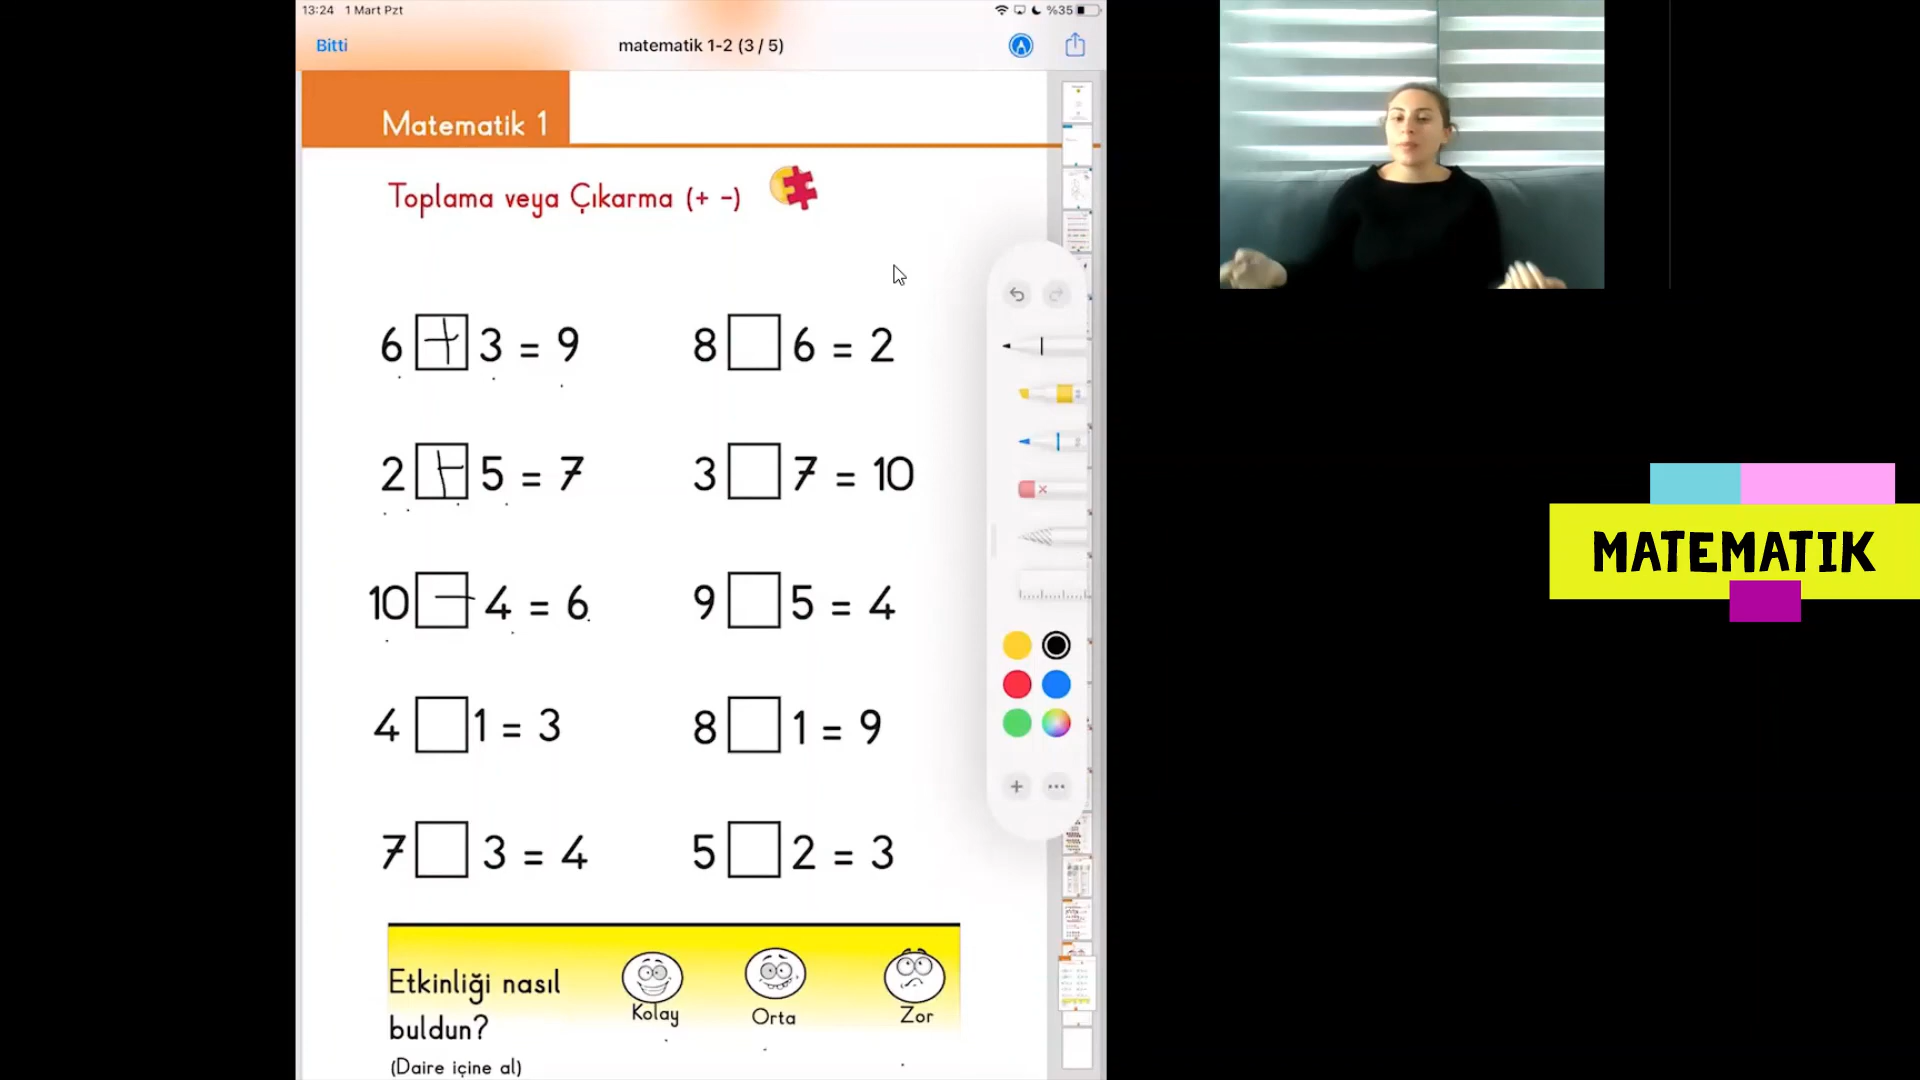 13:24 1 Mart Pzt
%35
Bitti
matematik 1-2 (3 / 5)
Matematik 1
Toplama veya Çıkarma (+ -)
6 + 3 = 9
8 □ 6 = 2
2 + 5 = 7
3 □ 7 = 10
10 - 4 = 6
9 □ 5 = 4
4 □ 1 = 3
8 □ 1 = 9
7 □ 3 = 4
5 □ 2 = 3
Etkinliği nasıl
buldun?
(Daire içine al)
Kolay
Orta
Zor
MATEMATIK